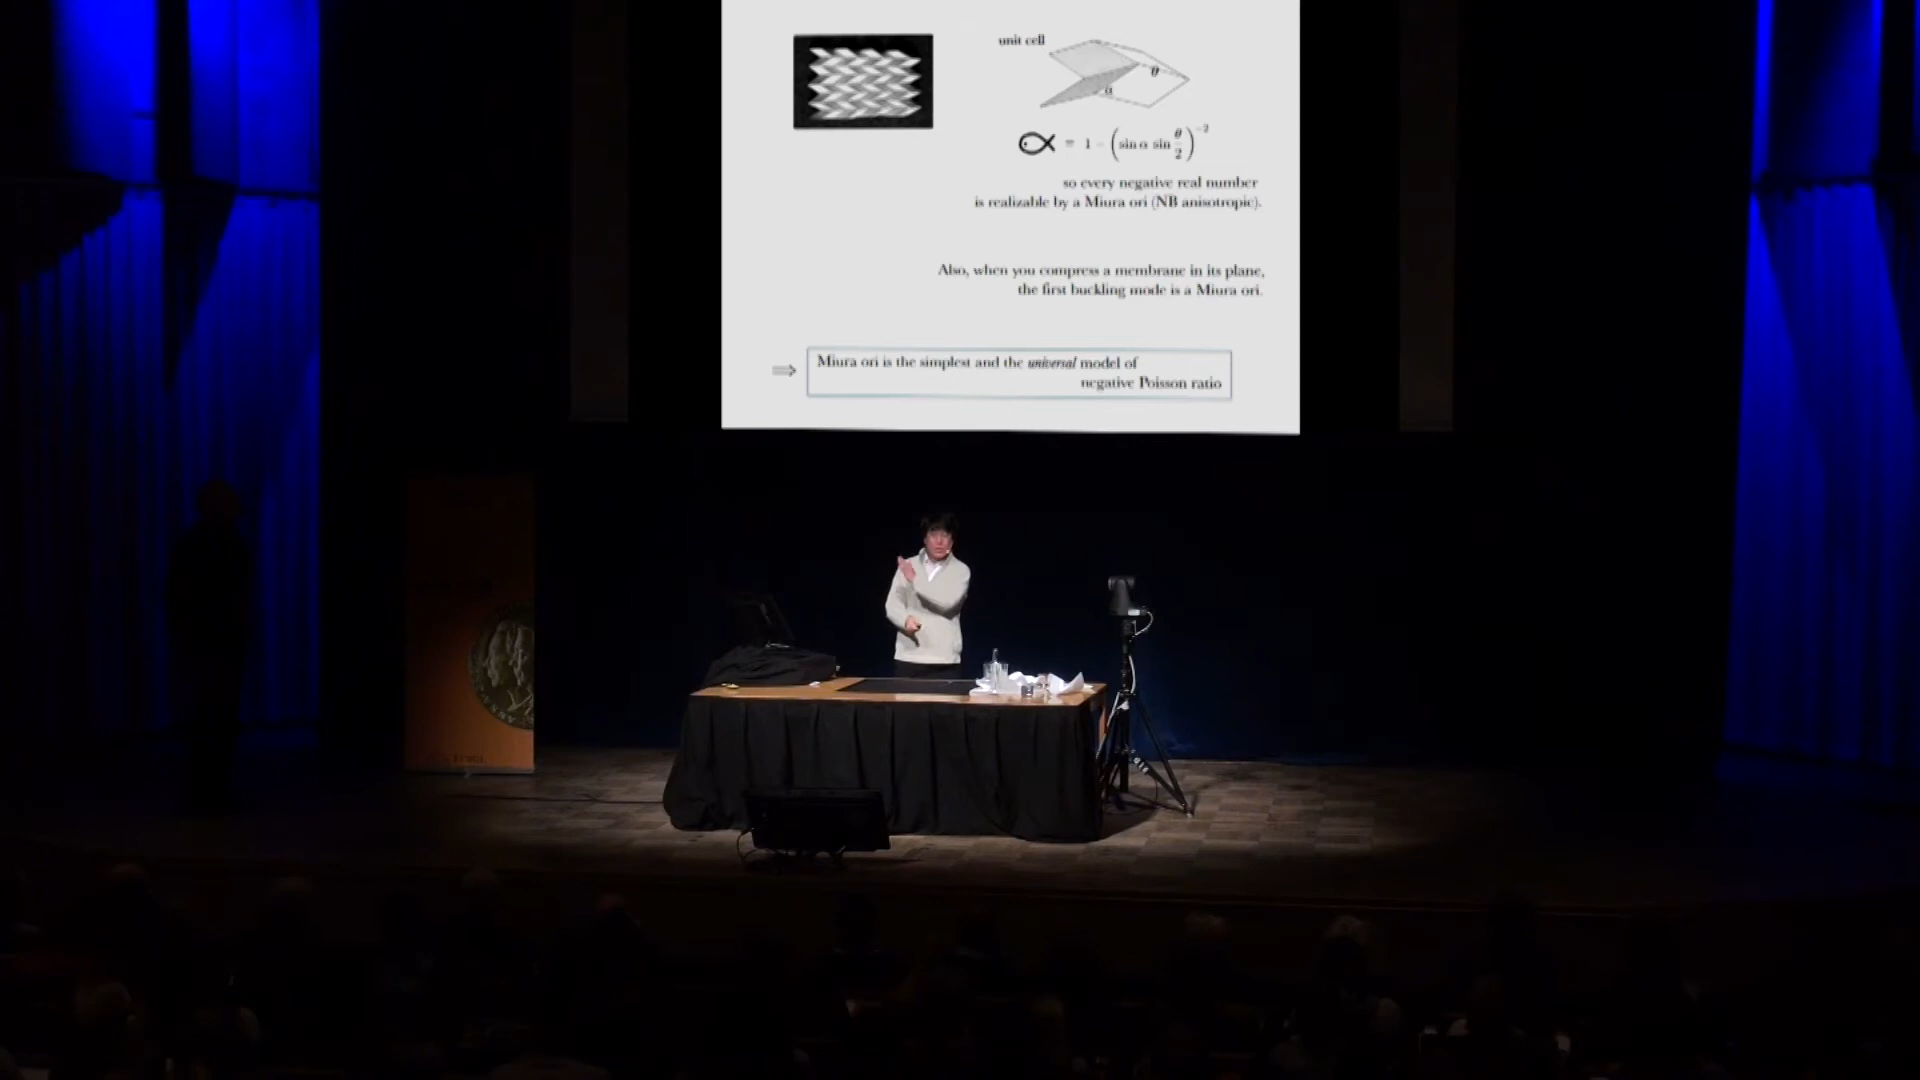 unit cell
θ
α
= 1 - (sin α sin θ/2)⁻²
so every negative real number
is realizable by a Miura ori (NB anisotropic).
Also, when you compress a membrane in its plane,
the first buckling mode is a Miura ori.
⟹ Miura ori is the simplest and the universal model of
negative Poisson ratio